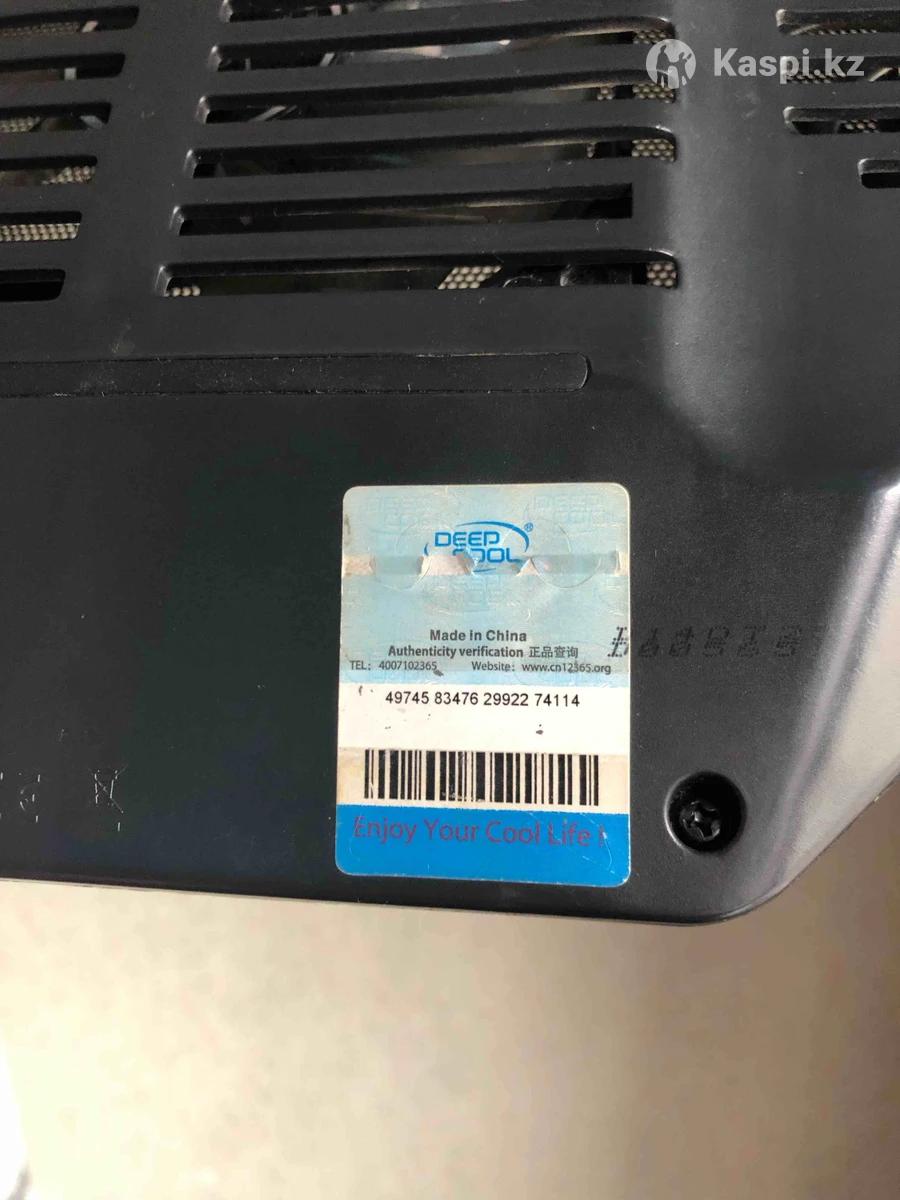 Kaspi.kz
DEEP
COOL
®
Made in China
Authenticity verification 正品查询
TEL: 4007102365 Website: www.cn12365.org
49745 83476 29922 74114
Enjoy Your Cool Life !